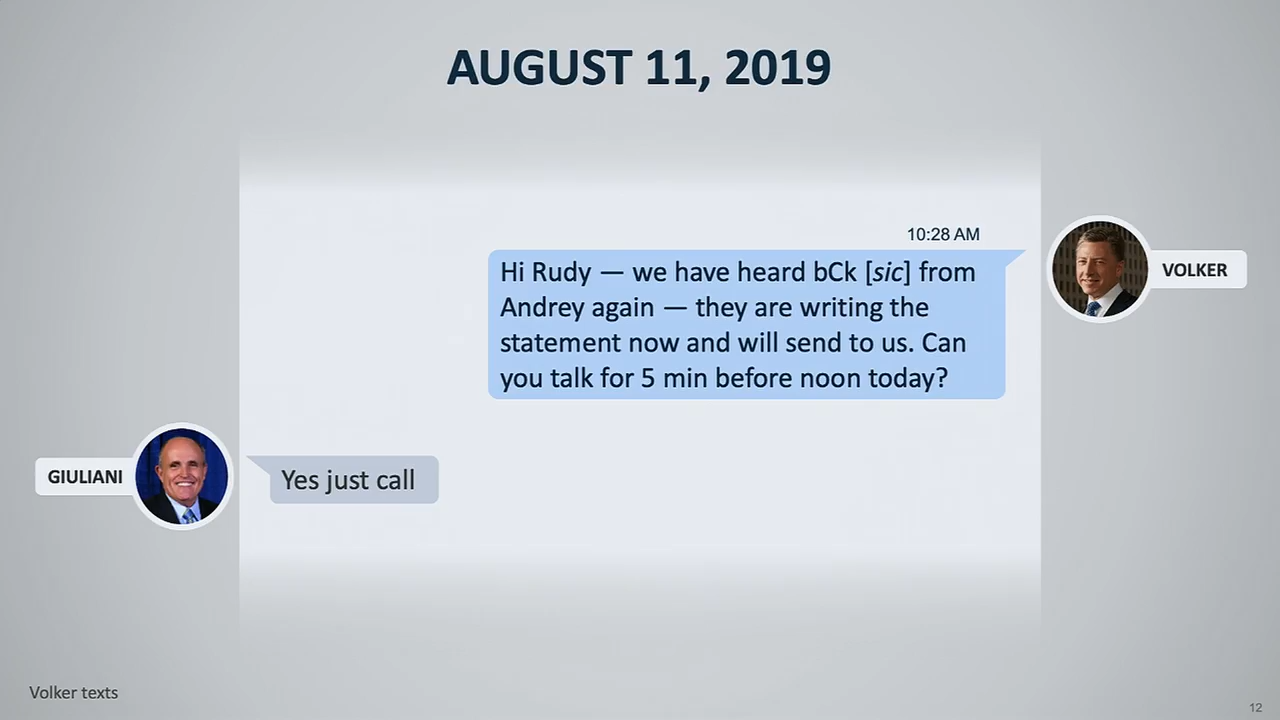 AUGUST 11, 2019
10:28 AM
Hi Rudy — we have heard bCk [sic] from
Andrey again — they are writing the
statement now and will send to us. Can
you talk for 5 min before noon today?
VOLKER
GIULIANI
Yes just call
Volker texts
12